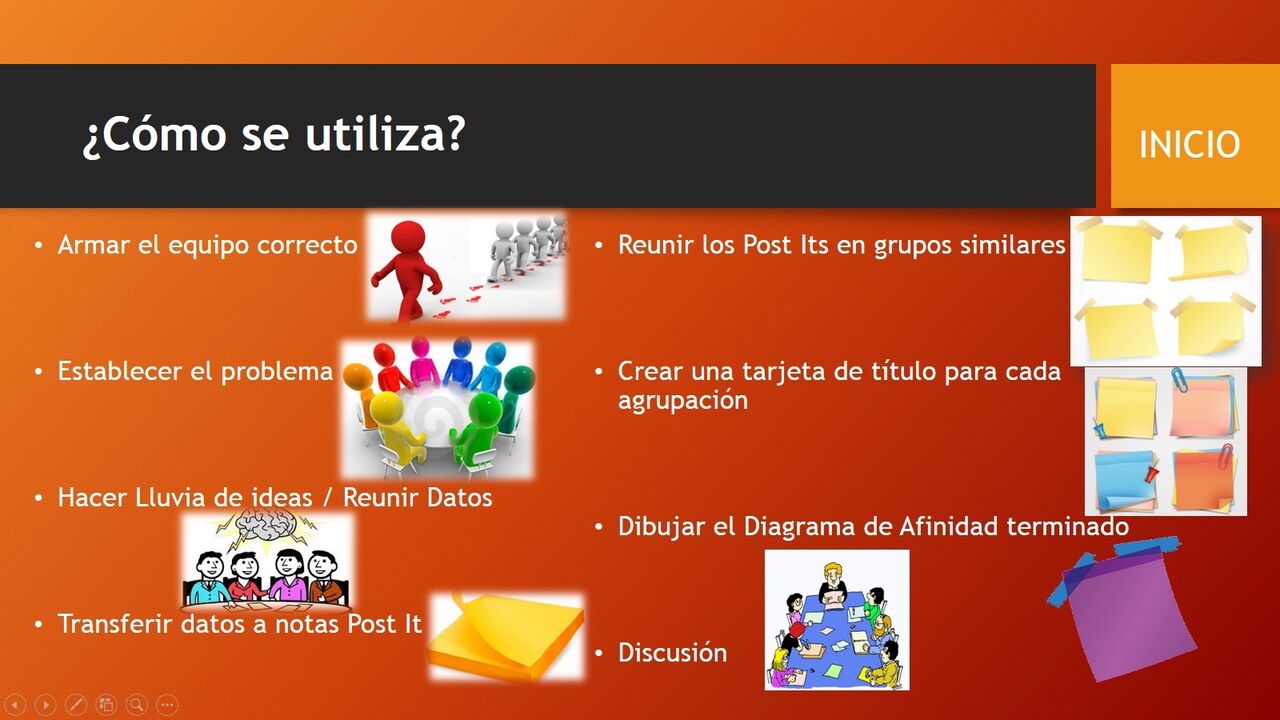 ¿Cómo se utiliza?
INICIO
• Armar el equipo correcto
• Establecer el problema
• Hacer Lluvia de ideas / Reunir Datos
• Transferir datos a notas Post It
• Reunir los Post Its en grupos similares
• Crear una tarjeta de título para cada
agrupación
• Dibujar el Diagrama de Afinidad terminado
• Discusión